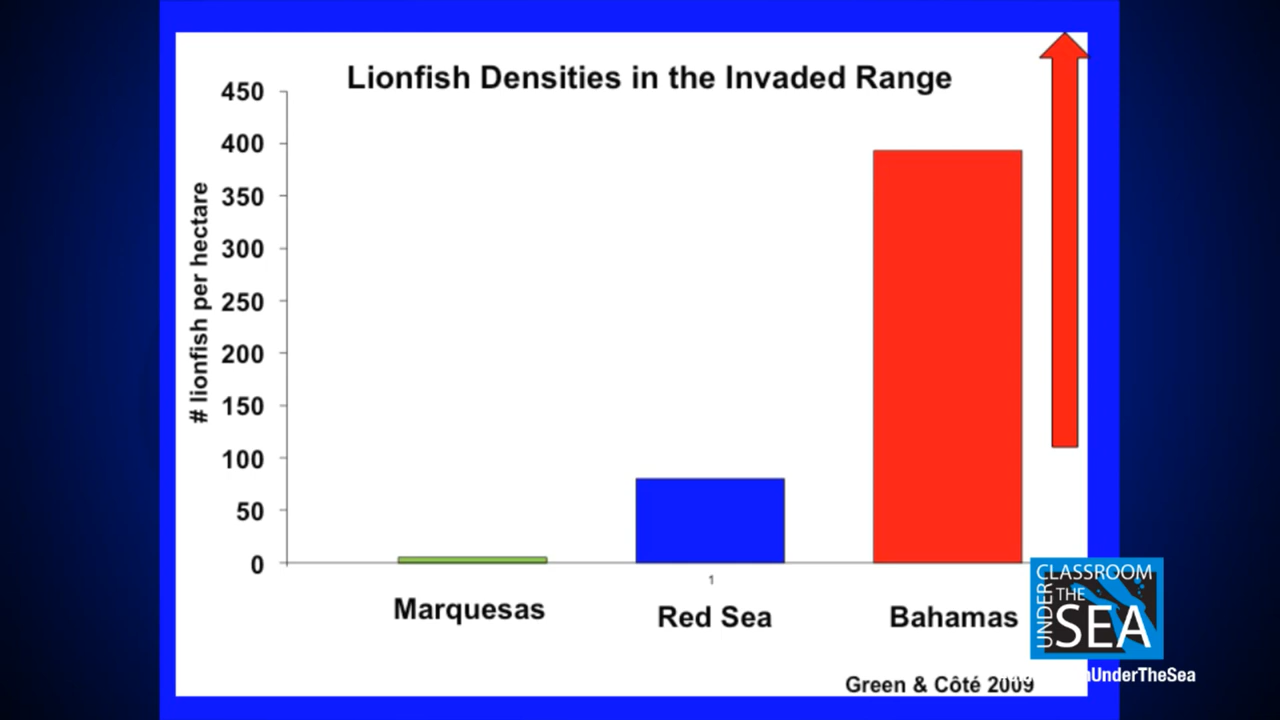 Lionfish Densities in the Invaded Range
450
400
350
300
250
200
150
100
50
0
# lionfish per hectare
1
Marquesas
Red Sea
Bahamas
Green & Côté 2009
CLASSROOM
UNDER
THE
SEA
UnderTheSea